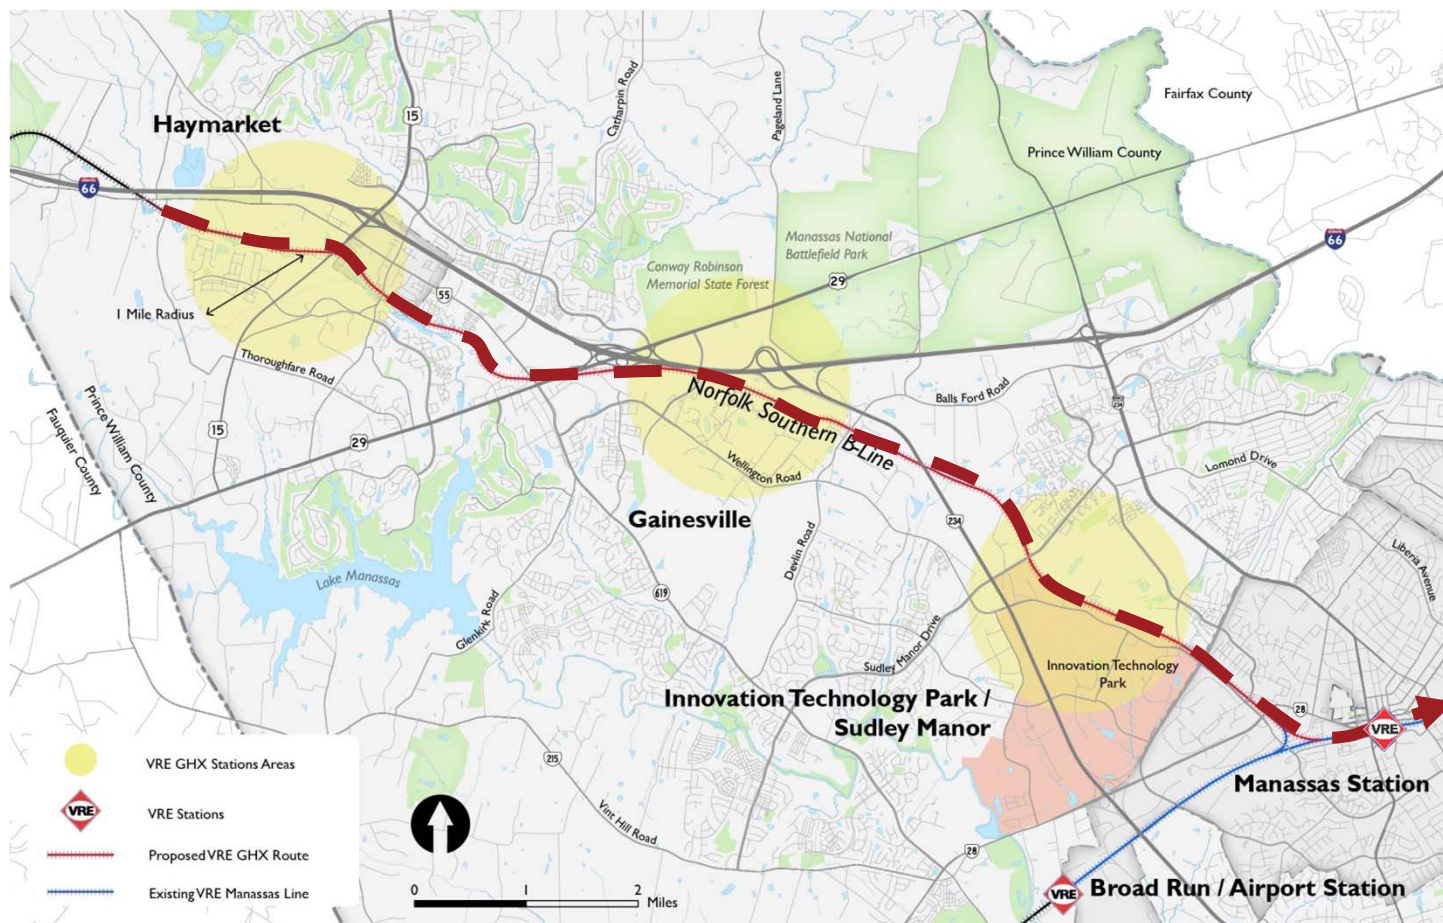 Haymarket
15
Catharpin Road
Pageland Lane
Fairfax County
Prince William County
66
66
Manassas National
Battlefield Park
Conway Robinson
Memorial State Forest
29
55
1 Mile Radius
Thoroughfare Road
Prince William County
Fauquier County
15
29
Norfolk Southern B-Line
Balls Ford Road
234
Wellington Road
Lomond Drive
Gainesville
234
Devlin Road
Liberia Avenue
Lake Manassas
619
Glenkirk Road
Sudley Manor Drive
Innovation Technology
Park
Innovation Technology Park /
Sudley Manor
28
VRE
Manassas Station
215
Vint Hill Road
28
VRE
Broad Run / Airport Station
VRE GHX Stations Areas
VRE
VRE Stations
Proposed VRE GHX Route
Existing VRE Manassas Line
0 1 2
Miles